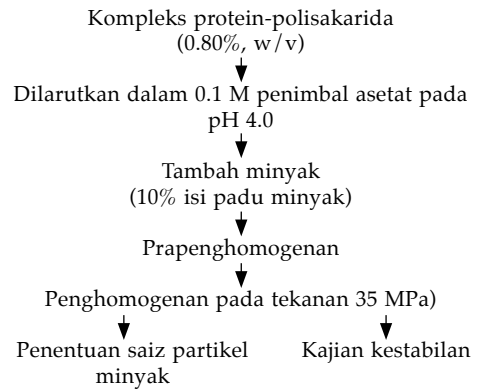 Kompleks protein-polisakarida
(0.80%, w/v)
Dilarutkan dalam 0.1 M penimbal asetat pada
pH 4.0
Tambah minyak
(10% isi padu minyak)
Prapenghomogenan
Penghomogenan pada tekanan 35 MPa)
Penentuan saiz partikel
minyak
Kajian kestabilan